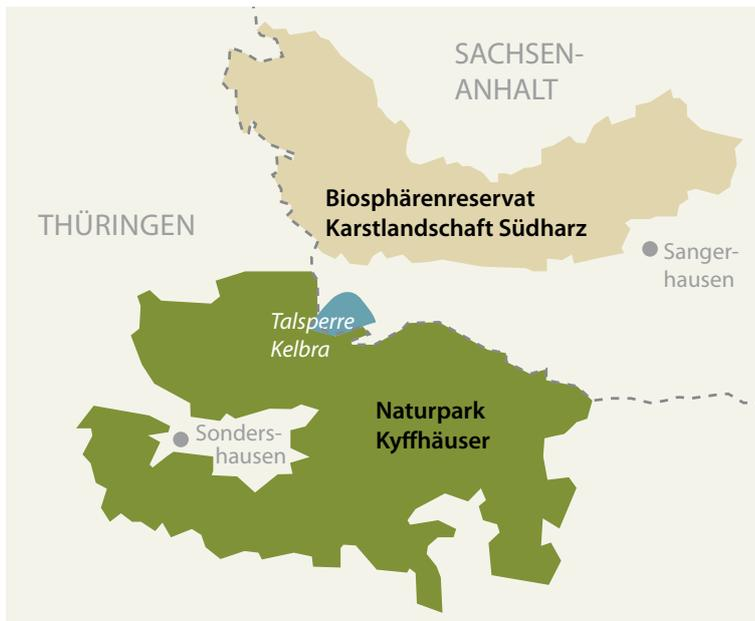 SACHSEN-
ANHALT
Biosphärenreservat
Karstlandschaft Südharz
THÜRINGEN
Sanger-
hausen
Talsperre
Kelbra
Naturpark
Kyffhäuser
Sonders-
hausen